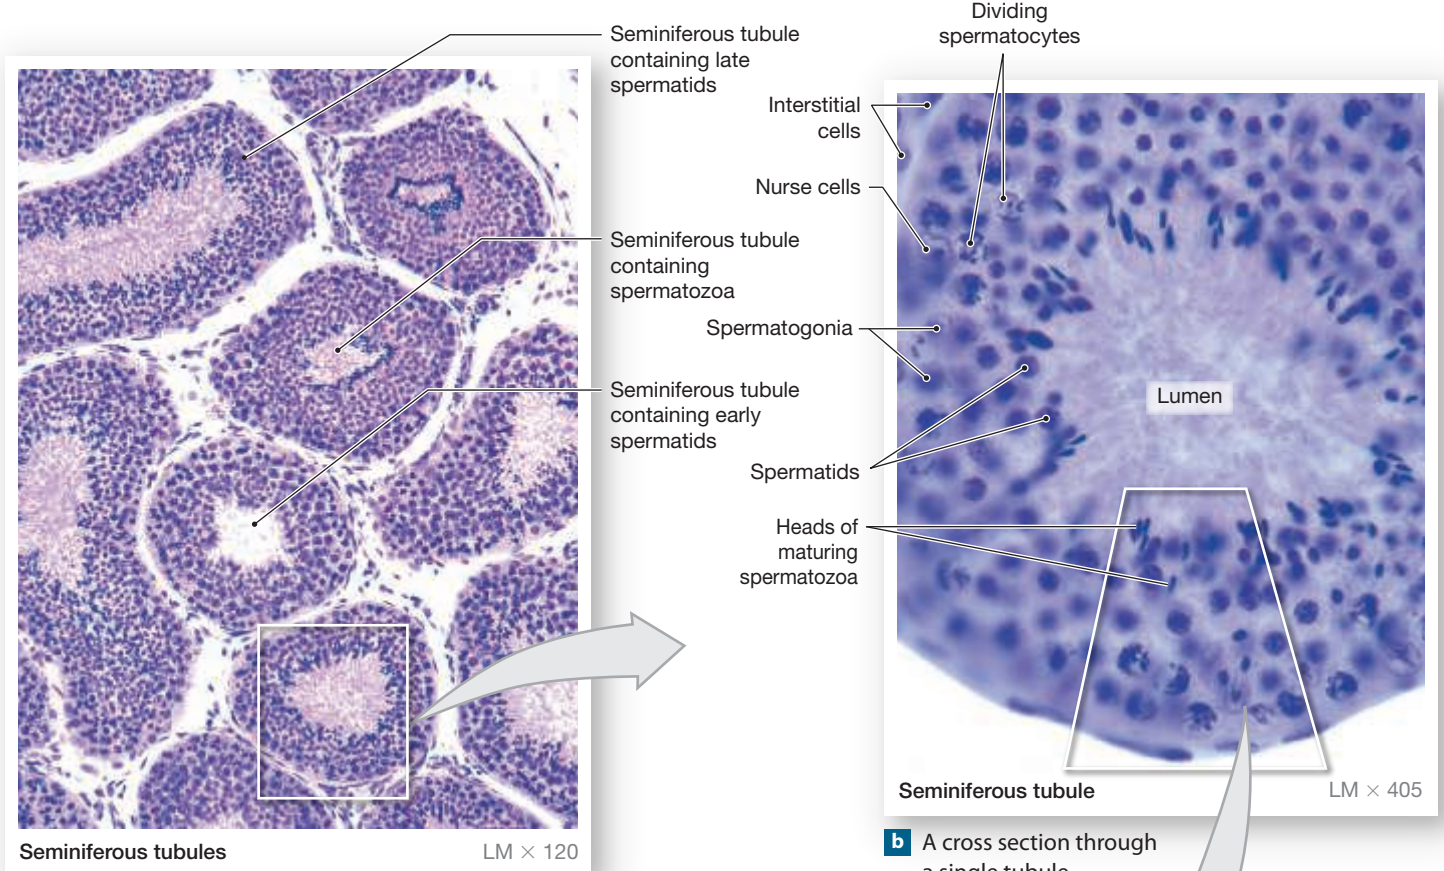 Seminiferous tubule
containing late
spermatids
Seminiferous tubule
containing
spermatozoa
Seminiferous tubule
containing early
spermatids
Seminiferous tubules
LM × 120
Dividing
spermatocytes
Interstitial
cells
Nurse cells
Spermatogonia
Spermatids
Heads of
maturing
spermatozoa
Lumen
Seminiferous tubule
LM × 405
b A cross section through
a single tubule